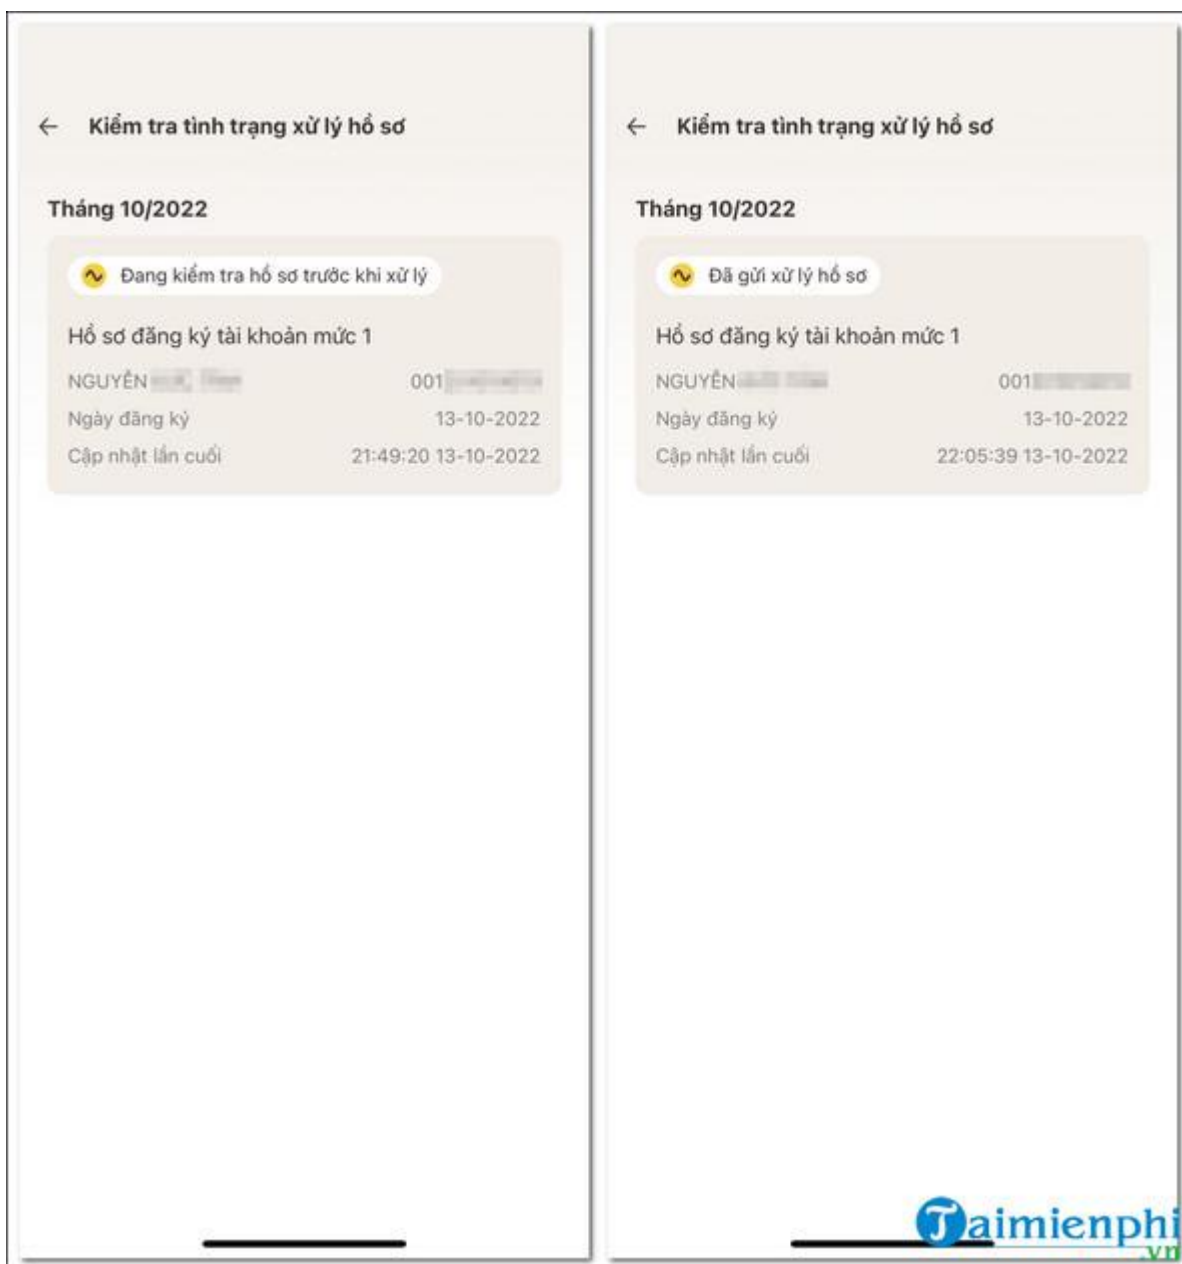 Kiểm tra tình trạng xử lý hồ sơ
Tháng 10/2022
Đang kiểm tra hồ sơ trước khi xử lý
Hồ sơ đăng ký tài khoản mức 1
NGUYỄN 001
Ngày đăng ký 13-10-2022
Cập nhật lần cuối 21:49:20 13-10-2022
Kiểm tra tình trạng xử lý hồ sơ
Tháng 10/2022
Đã gửi xử lý hồ sơ
Hồ sơ đăng ký tài khoản mức 1
NGUYỄN 001
Ngày đăng ký 13-10-2022
Cập nhật lần cuối 22:05:39 13-10-2022
Taimienphi
.vn